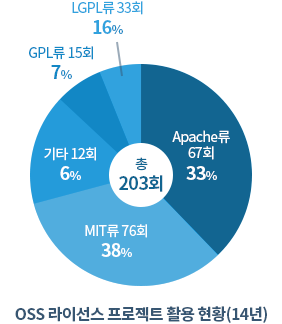 LGPL류 33회
16%
GPL류 15회
7%
Apache류
67회
33%
기타 12회
6%
총
203회
MIT류 76회
38%
OSS 라이선스 프로젝트 활용 현황(14년)